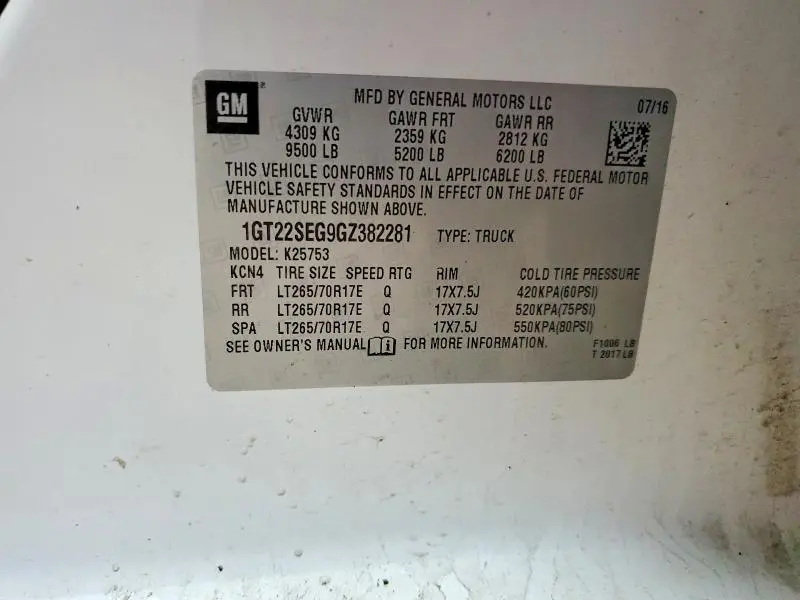 GM
MFD BY GENERAL MOTORS LLC 07/16
GVWR GAWR FRT GAWR RR
4309 KG 2359 KG 2812 KG
9500 LB 5200 LB 6200 LB
THIS VEHICLE CONFORMS TO ALL APPLICABLE U.S. FEDERAL MOTOR
VEHICLE SAFETY STANDARDS IN EFFECT ON THE DATE OF
MANUFACTURE SHOWN ABOVE.
1GT22SEG9GZ382281 TYPE: TRUCK
MODEL: K25753
KCN4 TIRE SIZE SPEED RTG RIM COLD TIRE PRESSURE
FRT LT265/70R17E Q 17X7.5J 420KPA(60PSI)
RR LT265/70R17E Q 17X7.5J 520KPA(75PSI)
SPA LT265/70R17E Q 17X7.5J 550KPA(80PSI)
SEE OWNER'S MANUAL FOR MORE INFORMATION.
F1006 LB
T 2017 LB